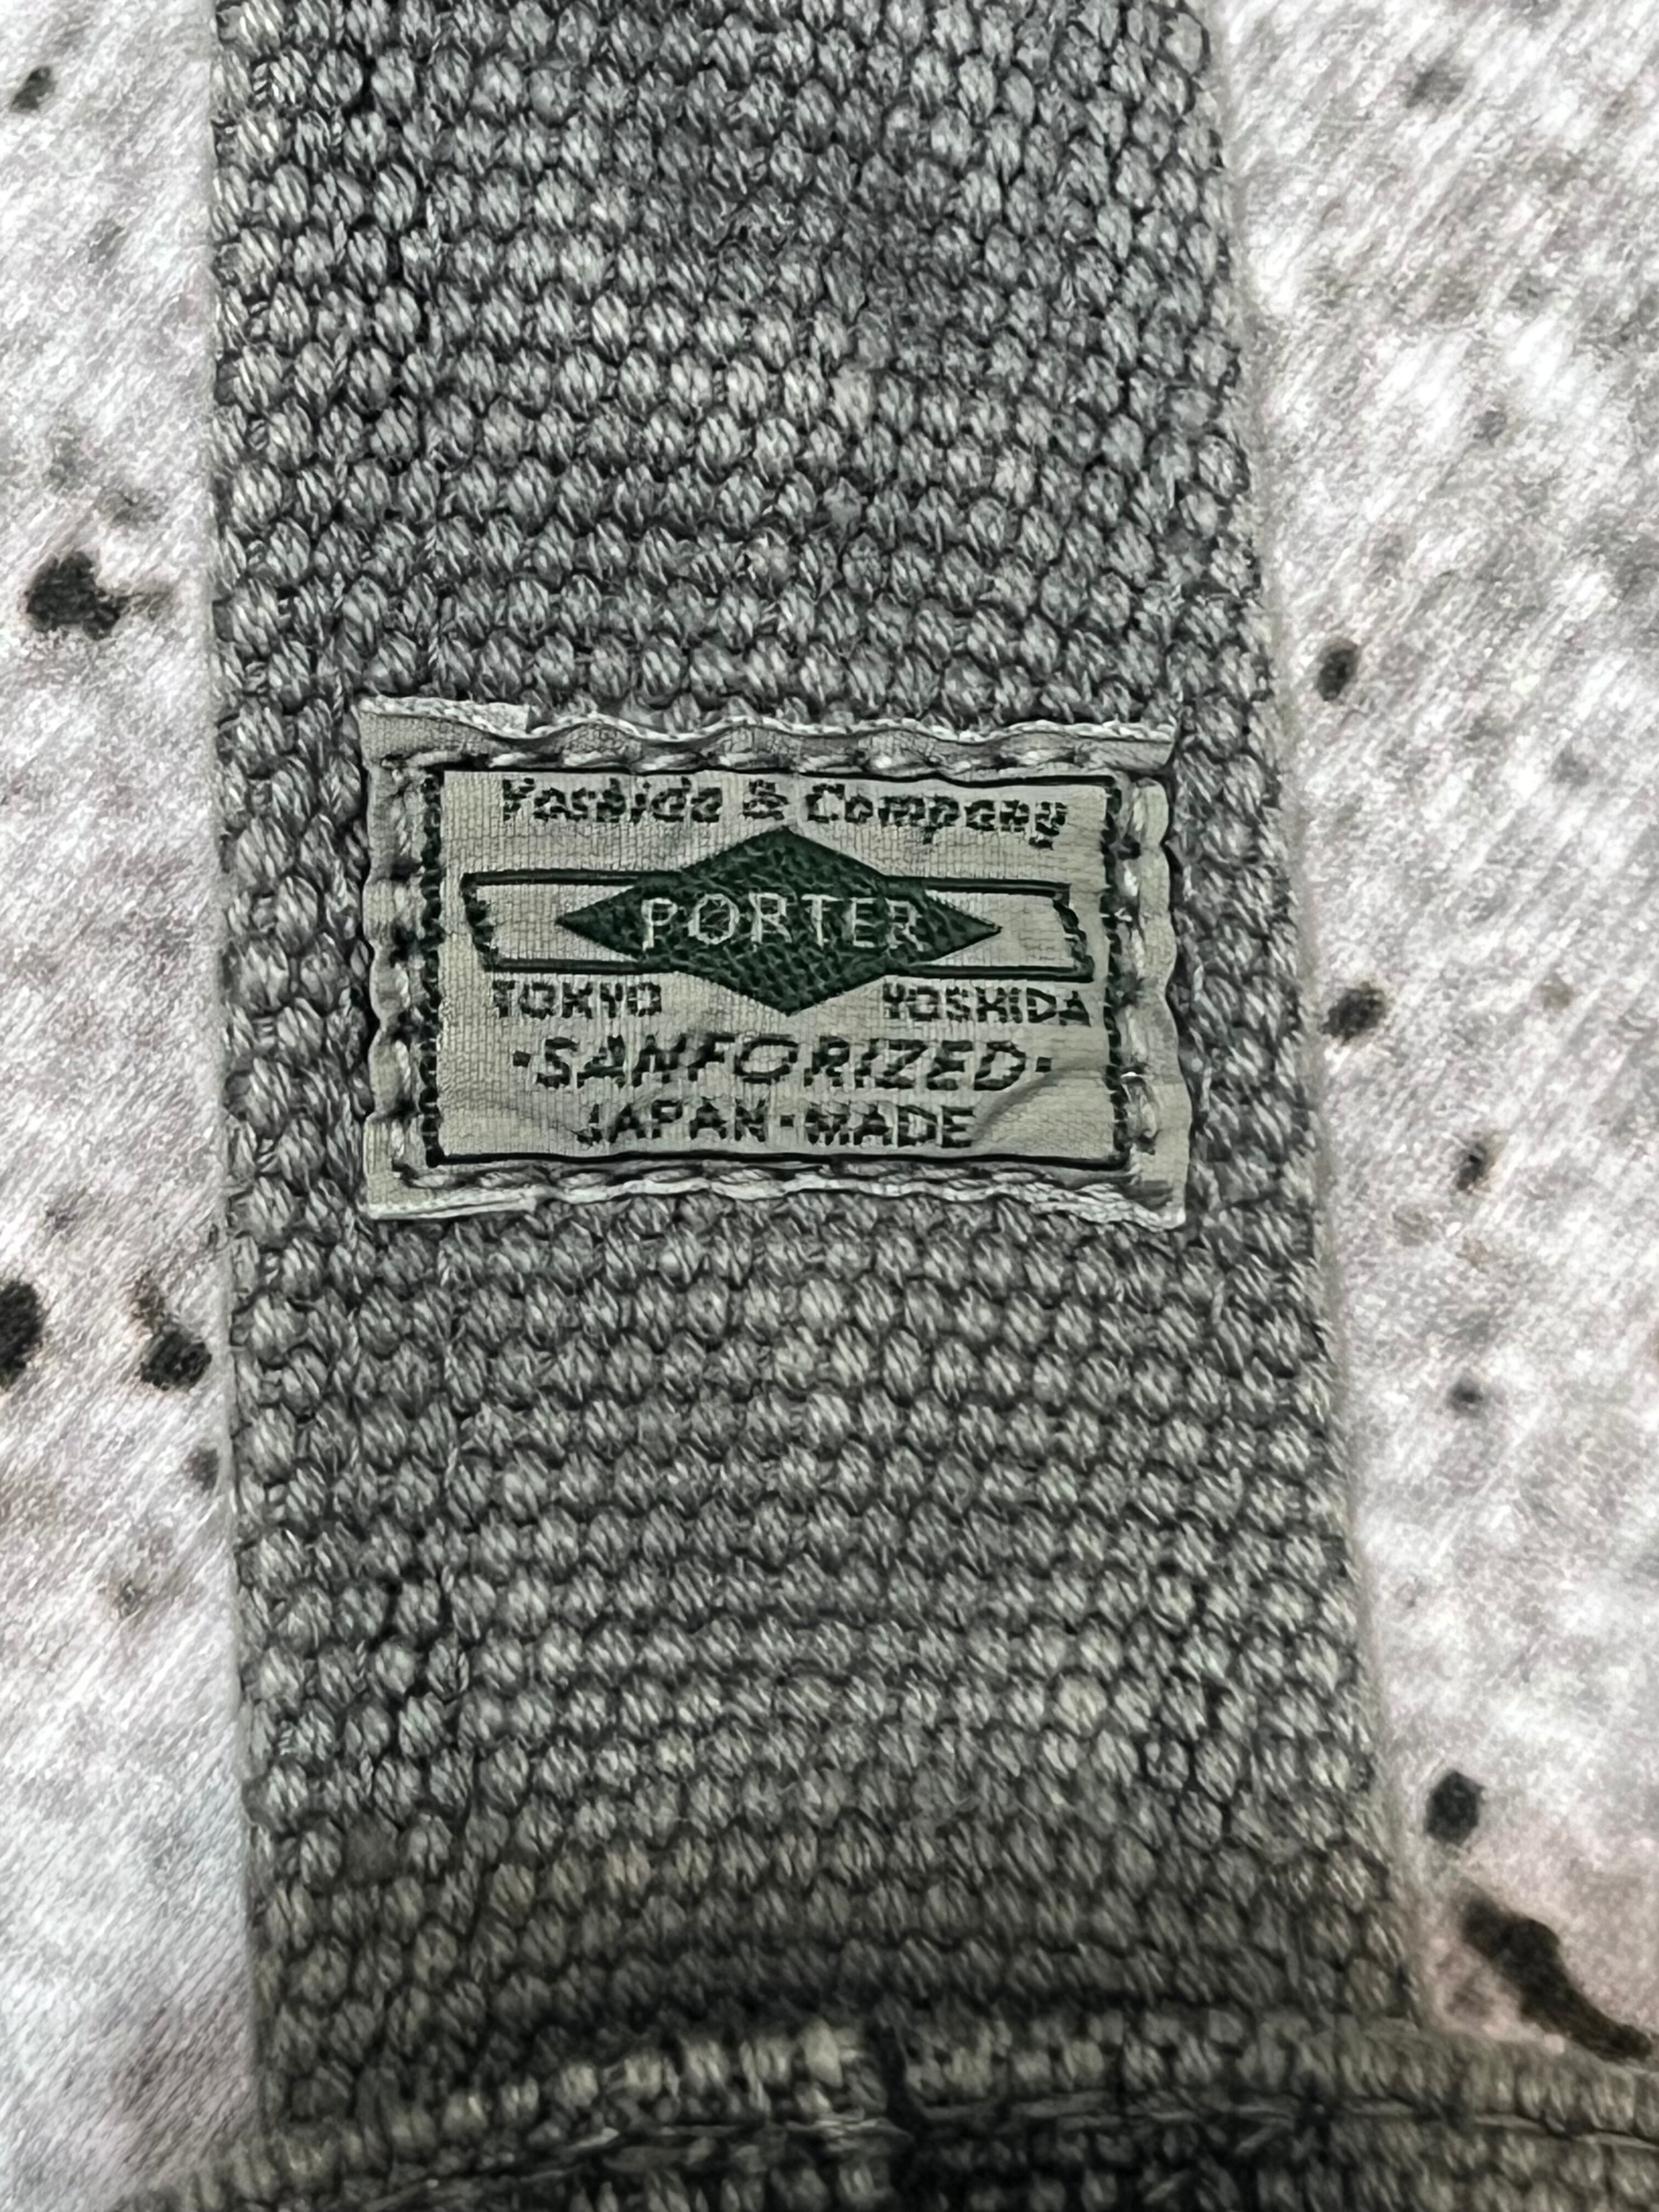 Yoshida & Company
PORTER
TOKYO YOSHIDA
·SANFORIZED·
JAPAN·MADE